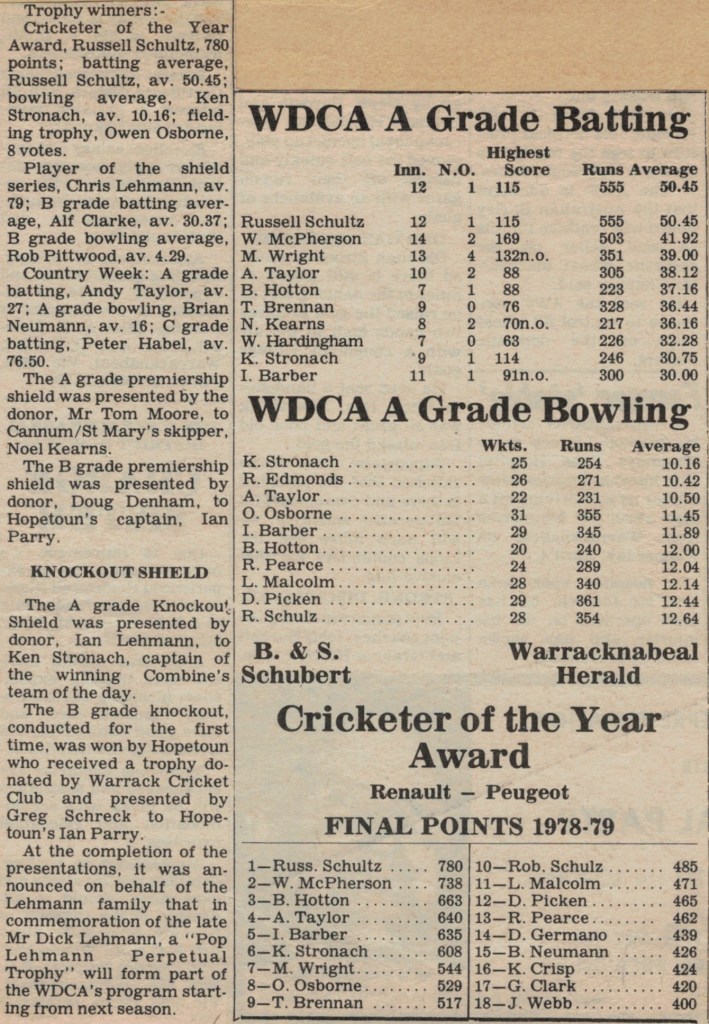 Trophy winners:-
Cricketer of the Year
Award, Russell Schultz, 780
points; batting average,
Russell Schultz, av. 50.45;
bowling average, Ken
Stronach, av. 10.16; field-
ing trophy, Owen Osborne,
8 votes.
Player of the shield
series, Chris Lehmann, av.
79; B grade batting aver-
age, Alf Clarke, av. 30.37;
B grade bowling average,
Rob Pittwood, av. 4.29.
Country Week: A grade
batting, Andy Taylor, av.
27; A grade bowling, Brian
Neumann, av. 16; C grade
batting, Peter Habel, av.
76.50.
The A grade premiership
shield was presented by the
donor, Mr Tom Moore, to
Cannum/St Mary's skipper,
Noel Kearns.
The B grade premiership
shield was presented by
donor, Doug Denham, to
Hopetoun's captain, Ian
Parry.
KNOCKOUT SHIELD
The A grade Knockout
Shield was presented by
donor, Ian Lehmann, to
Ken Stronach, captain of
the winning Combine's
team of the day.
The B grade knockout,
conducted for the first
time, was won by Hopetoun
who received a trophy do-
nated by Warrack Cricket
Club and presented by
Greg Schreck to Hope-
toun's Ian Parry.
At the completion of the
presentations, it was an-
nounced on behalf of the
Lehmann family that in
commemoration of the late
Mr Dick Lehmann, a "Pop
Lehmann Perpetual
Trophy" will form part of
the WDCA's program start-
ing from next season.
WDCA A Grade Batting
Highest
Inn. N.O. Score Runs Average
12 1 115 555 50.45
Russell Schultz 12 1 115 555 50.45
W. McPherson 14 2 169 503 41.92
M. Wright 13 4 132n.o. 351 39.00
A. Taylor 10 2 88 305 38.12
B. Hotton 7 1 88 223 37.16
T. Brennan 9 0 76 328 36.44
N. Kearns 8 2 70n.o. 217 36.16
W. Hardingham 7 0 63 226 32.28
K. Stronach 9 1 114 246 30.75
I. Barber 11 1 91n.o. 300 30.00
WDCA A Grade Bowling
Wkts. Runs Average
K. Stronach ................ 25 254 10.16
R. Edmonds ................ 26 271 10.42
A. Taylor ................... 22 231 10.50
O. Osborne ................. 31 355 11.45
I. Barber ................... 29 345 11.89
B. Hotton ................... 20 240 12.00
R. Pearce ................... 24 289 12.04
L. Malcolm ................. 28 340 12.14
D. Picken ................... 29 361 12.44
R. Schulz ................... 28 354 12.64
B. & S. Schubert
Warracknabeal Herald
Cricketer of the Year
Award
Renault – Peugeot
FINAL POINTS 1978-79
1—Russ. Schultz ..... 780
2—W. McPherson .... 738
3—B. Hotton ......... 663
4—A. Taylor ......... 640
5—I. Barber ......... 635
6—K. Stronach ....... 608
7—M. Wright ......... 544
8—O. Osborne ........ 529
9—T. Brennan ........ 517
10—Rob. Schulz ....... 485
11—L. Malcolm ....... 471
12—D. Picken ........ 465
13—R. Pearce ......... 462
14—D. Germano ...... 439
15—B. Neumann ...... 426
16—K. Crisp ......... 424
17—G. Clark ......... 420
18—J. Webb .......... 400